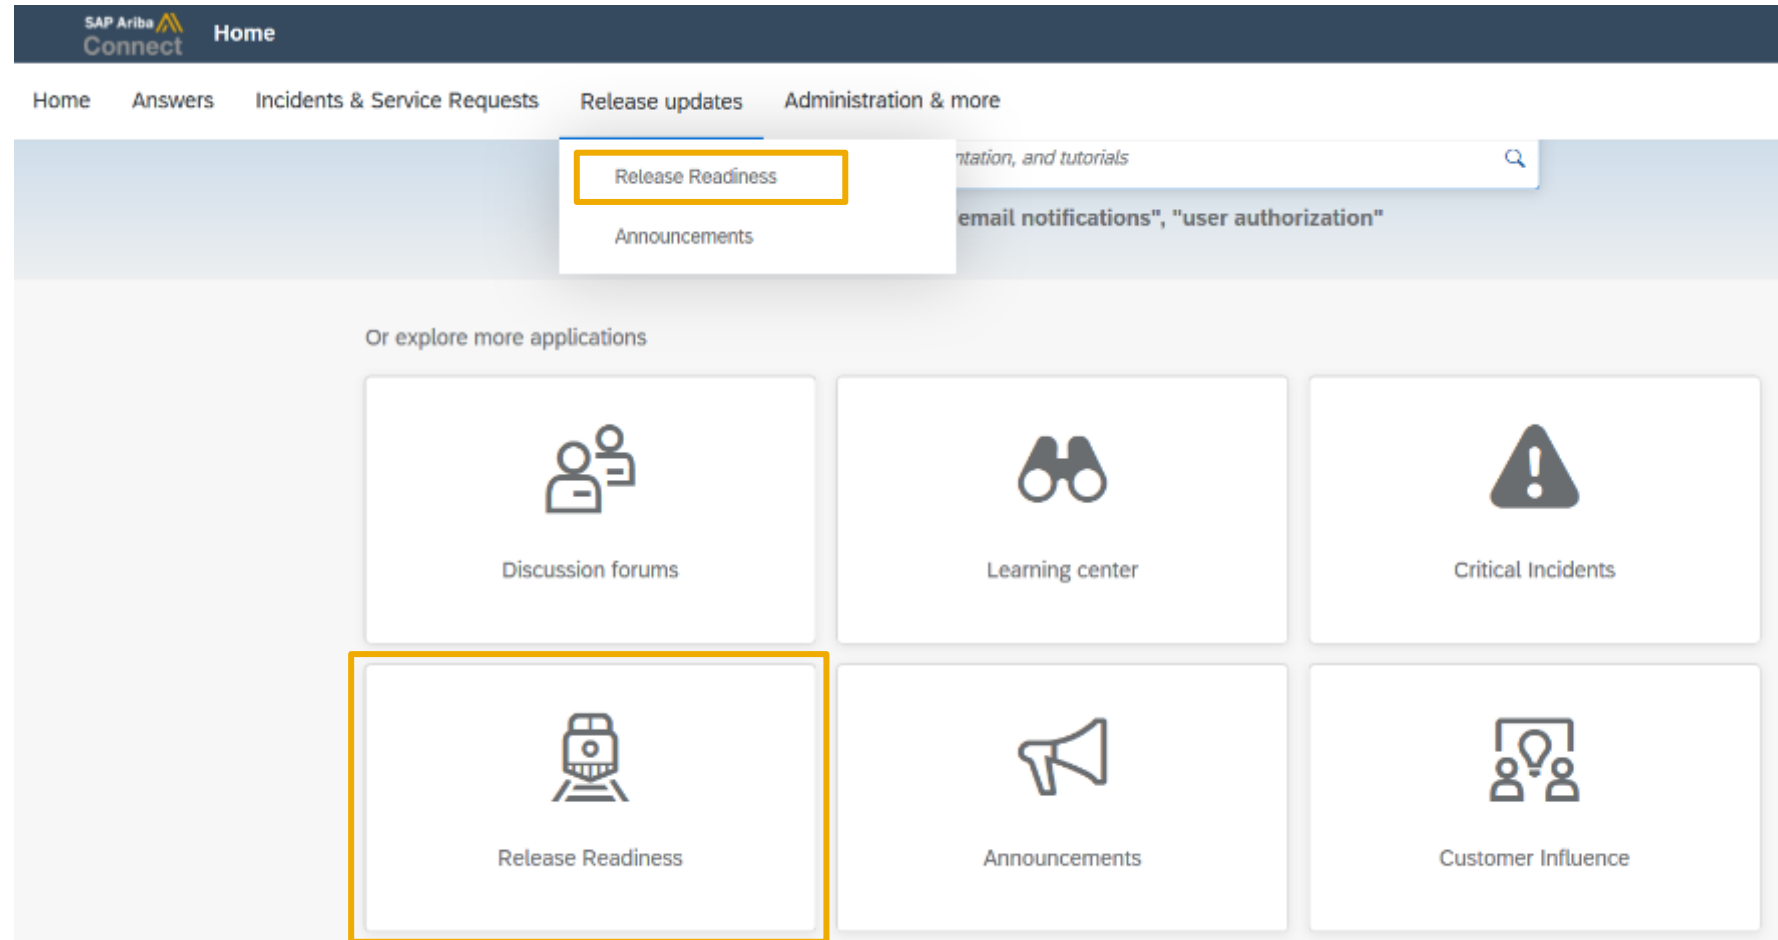 SAP Ariba
Connect
Home
Home Answers Incidents & Service Requests Release updates Administration & more
Release Readiness
Announcements
ntation, and tutorials
email notifications", "user authorization"
Or explore more applications
Discussion forums
Learning center
Critical Incidents
Release Readiness
Announcements
Customer Influence